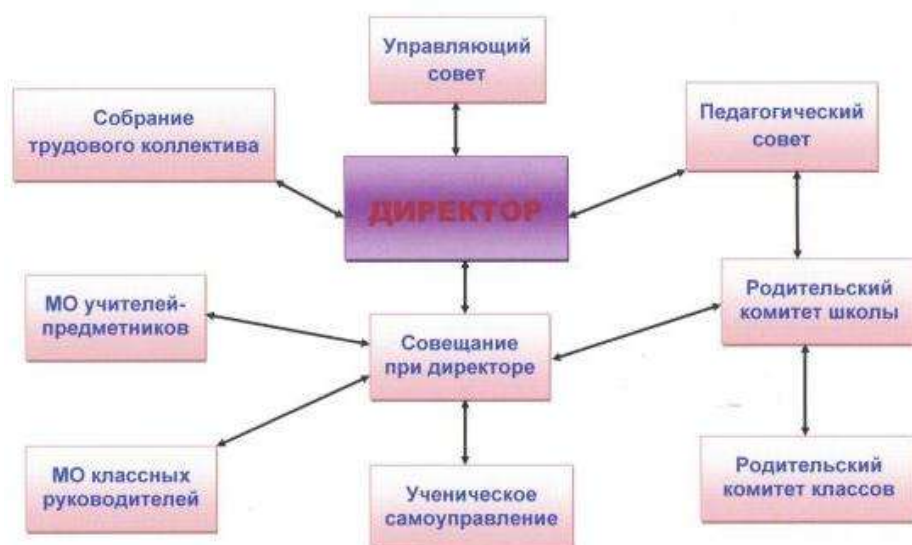 Управляющий
совет
Собрание
трудового коллектива
Педагогический
совет
ДИРЕКТОР
МО учителей-
предметников
Совещание
при директоре
Родительский
комитет школы
МО классных
руководителей
Ученическое
самоуправление
Родительский
комитет классов